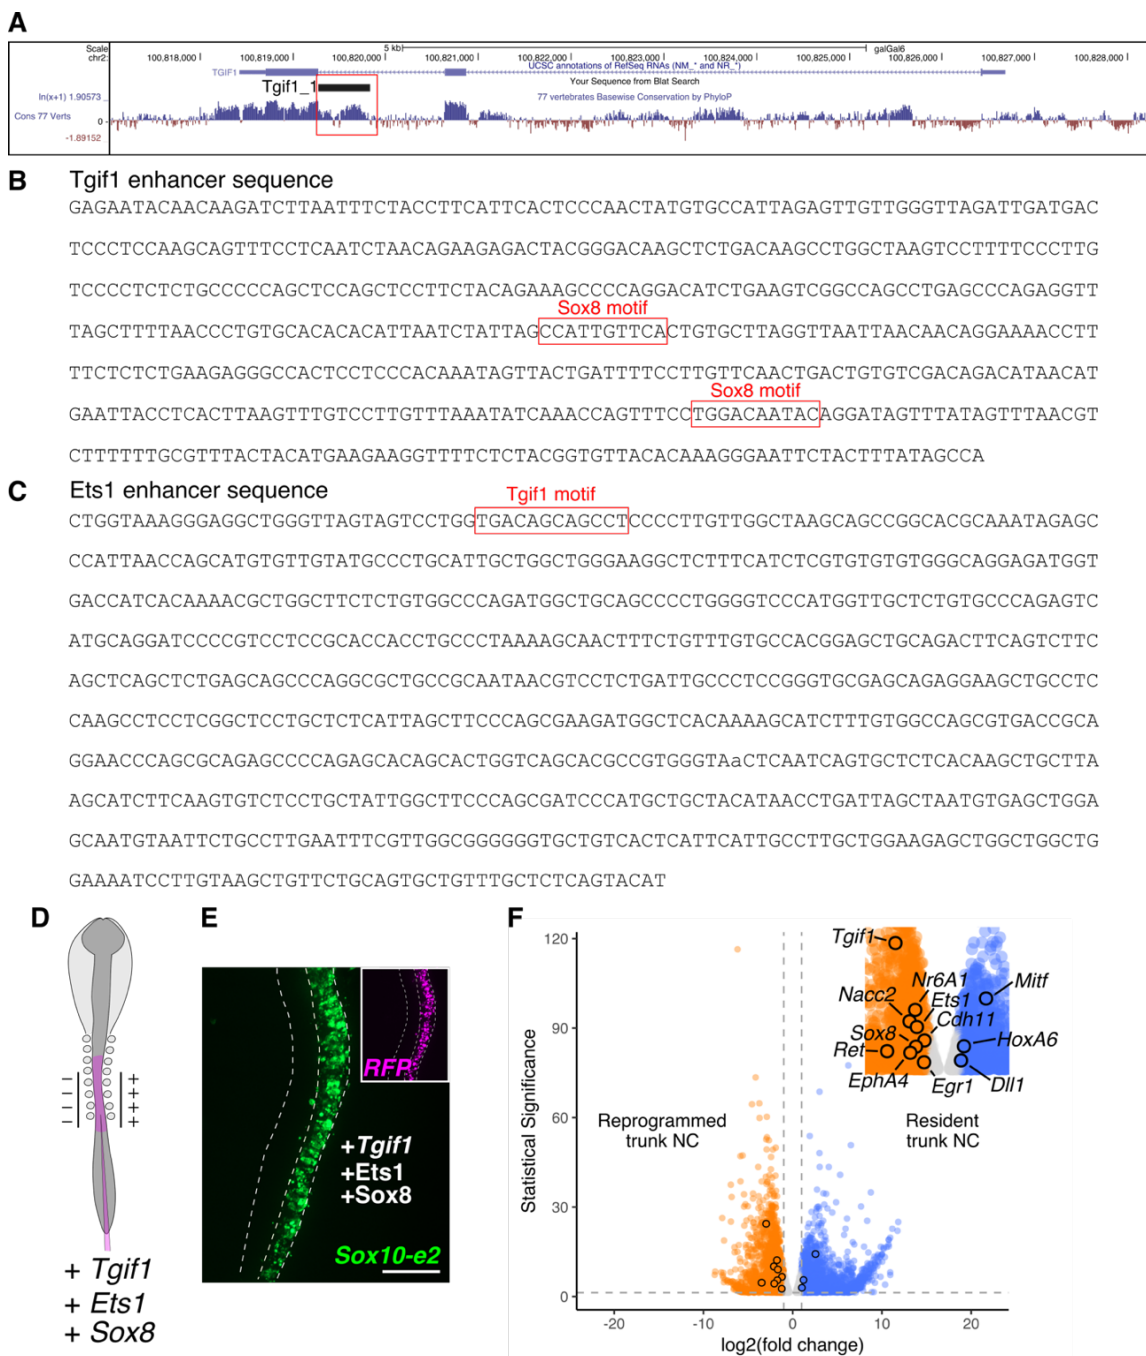 A
Scale
chr2:
5 kb
galGal6
100,818,000
100,819,000
100,820,000
100,821,000
100,822,000
100,823,000
100,824,000
100,825,000
100,826,000
100,827,000
100,828,000
UCSC annotations of RefSeq RNAs (NM_* and NR_*)
TGIF1
Your Sequence from Blat Search
Tgif1_1
77 vertebrates Basewise Conservation by PhyloP
ln(x+1) 1.90573
Cons 77 Verts
0
-1.89152
B
Tgif1 enhancer sequence
GAGAATACAACAAGATCTTAATTTCTACCTTCATTCACTCCCAACTATGTGCCATTAGAGTTGTTGGGTTAGATTGATGAC
TCCCTCCAAGCAGTTTCCTCAATCTAACAGAAGAGACTACGGGACAAGCTCTGACAAGCCTGGCTAAGTCCTTTTCCCTTG
TCCCCTCTCTGCCCCCAGCTCCAGCTCCTTCTACAGAAAGCCCCAGGACATCTGAAGTCGGCCAGCCTGAGCCCAGAGGTT
Sox8 motif
TAGCTTTTAACCCTGTGCACACACATTAATCTATTAGCCATTGTTCACTGTGCTTAGGTTAATTAACAACAGGAAAACCTT
TTCTCTCTGAAGAGGGCCACTCCTCCCACAAATAGTTACTGATTTTCCTTGTTCAACTGACTGTGTCGACAGACATAACAT
Sox8 motif
GAATTACCTCACTTAAGTTTGTCCTTGTTTAAATATCAAACCAGTTTCCTGGACAATACAGGATAGTTTATAGTTTAACGT
CTTTTTTGCGTTTACTACATGAAGAAGGTTTTCTCTACGGTGTTACACAAAGGGAATTCTACTTTATAGCCA
C
Ets1 enhancer sequence
Tgif1 motif
CTGGTAAAGGGAGGCTGGGTTAGTAGTCCTGGTGACAGCAGCCTCCCCTTGTTGGCTAAGCAGCCGGCACGCAAATAGAGC
CCATTAACCAGCATGTGTTGTATGCCCTGCATTGCTGGCTGGGAAGGCTCTTTCATCTCGTGTGTGTGGGCAGGAGATGGT
GACCATCACAAAACGCTGGCTTCTCTGTGGCCCAGATGGCTGCAGCCCCTGGGGTCCCATGGTTGCTCTGTGCCCAGAGTC
ATGCAGGATCCCCGTCCTCCGCACCACCTGCCCTAAAAGCAACTTTCTGTTTGTGCCACGGAGCTGCAGACTTCAGTCTTC
AGCTCAGCTCTGAGCAGCCCAGGCGCTGCCGCAATAACGTCCTCTGATTGCCCTCCGGGTGCGAGCAGAGGAAGCTGCCTC
CAAGCCTCCTCGGCTCCTGCTCTCATTAGCTTCCCAGCGAAGATGGCTCACAAAAGCATCTTTGTGGCCAGCGTGACCGCA
GGAACCCAGCGCAGAGCCCCAGAGCACAGCACTGGTCAGCACGCCGTGGGTAaCTCAATCAGTGCTCTCACAAGCTGCTTA
AGCATCTTCAAGTGTCTCCTGCTATTGGCTTCCCAGCGATCCCATGCTGCTACATAACCTGATTAGCTAATGTGAGCTGGA
GCAATGTAATTCTGCCTTGAATTTCGTTGGCGGGGGGTGCTGTCACTCATTCATTGCCTTGCTGGAAGAGCTGGCTGGCTG
GAAAATCCTTGTAAGCTGTTCTGCAGTGCTGTTTGCTCTCAGTACAT
D
+ Tgif1
+ Ets1
+ Sox8
E
RFP
+Tgif1
+Ets1
+Sox8
Sox10-e2
F
Statistical Significance
120
90
60
30
0
-20
-10
0
10
20
log2(fold change)
Reprogrammed
trunk NC
Resident
trunk NC
Tgif1
Nr6A1
Nacc2
Ets1
Mitf
Sox8
Cdh11
Ret
HoxA6
EphA4
Egr1
Dll1